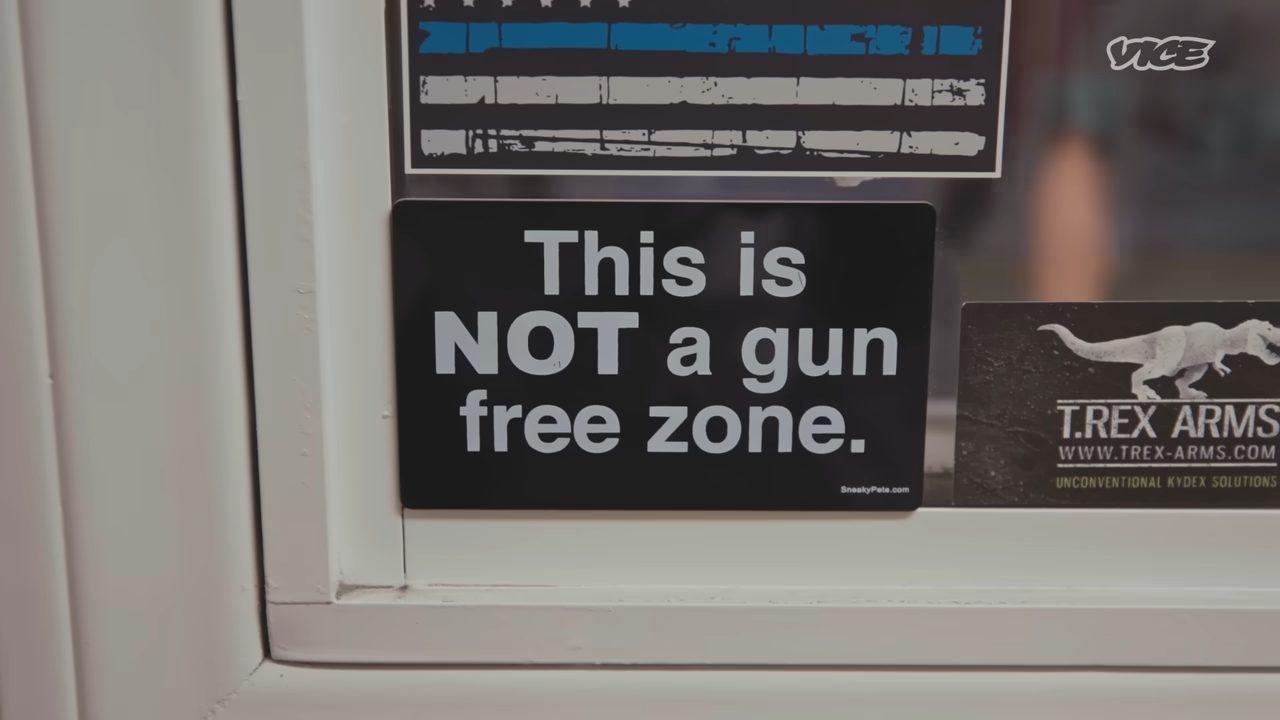 VICE
This is
NOT a gun
free zone.
SneakyPete.com
T.REX ARMS
WWW.TREX-ARMS.COM
UNCONVENTIONAL KYDEX SOLUTIONS